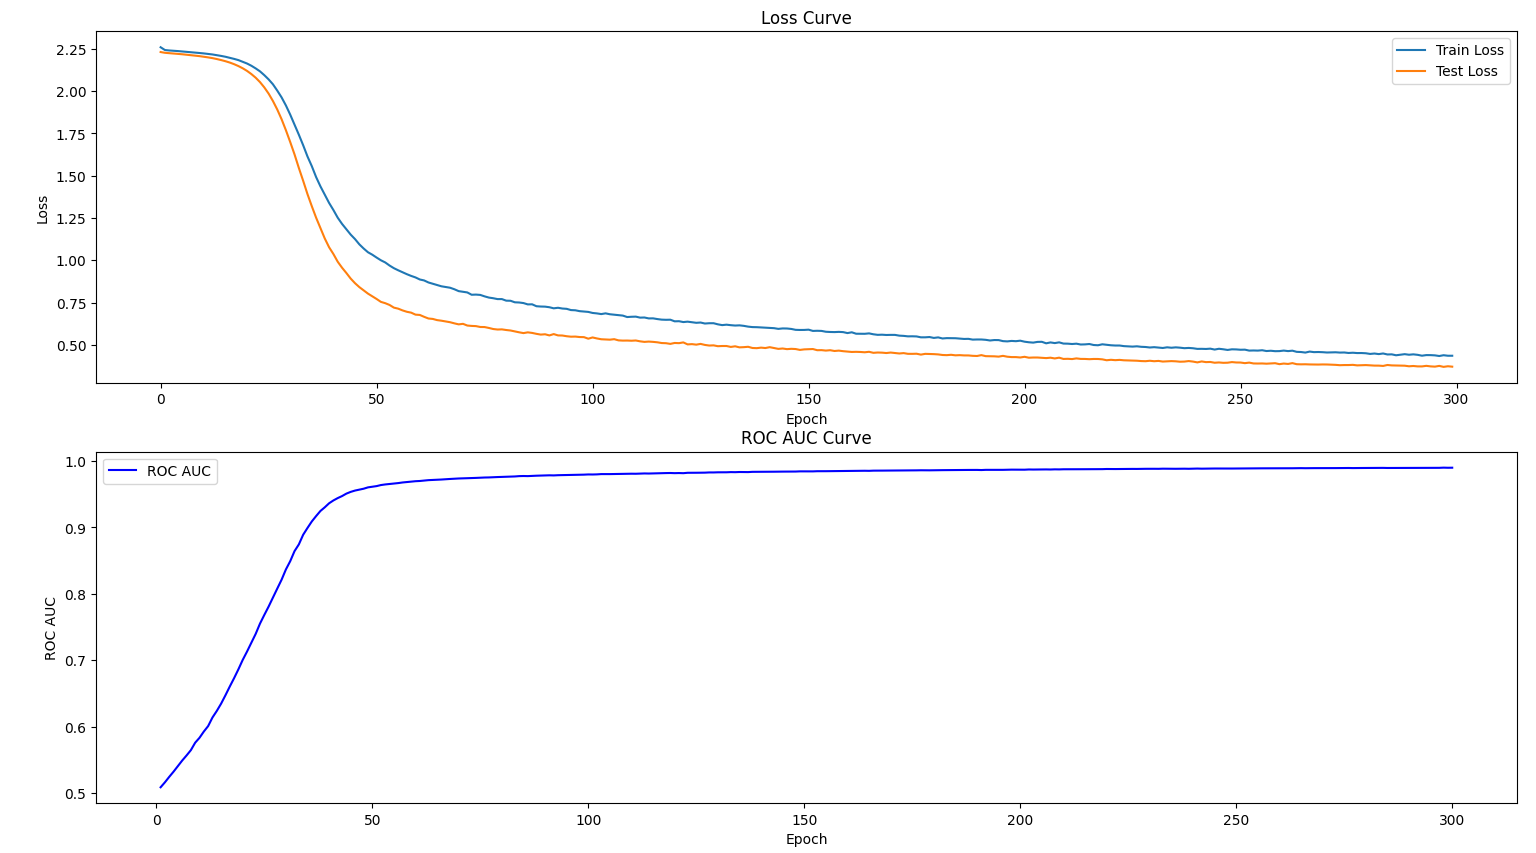 Loss Curve
2.25
2.00
1.75
1.50
1.25
1.00
0.75
0.50
Loss
Train Loss
Test Loss
0 50 100 150 200 250 300
Epoch
ROC AUC Curve
1.0
0.9
0.8
0.7
0.6
0.5
ROC AUC
ROC AUC
0 50 100 150 200 250 300
Epoch